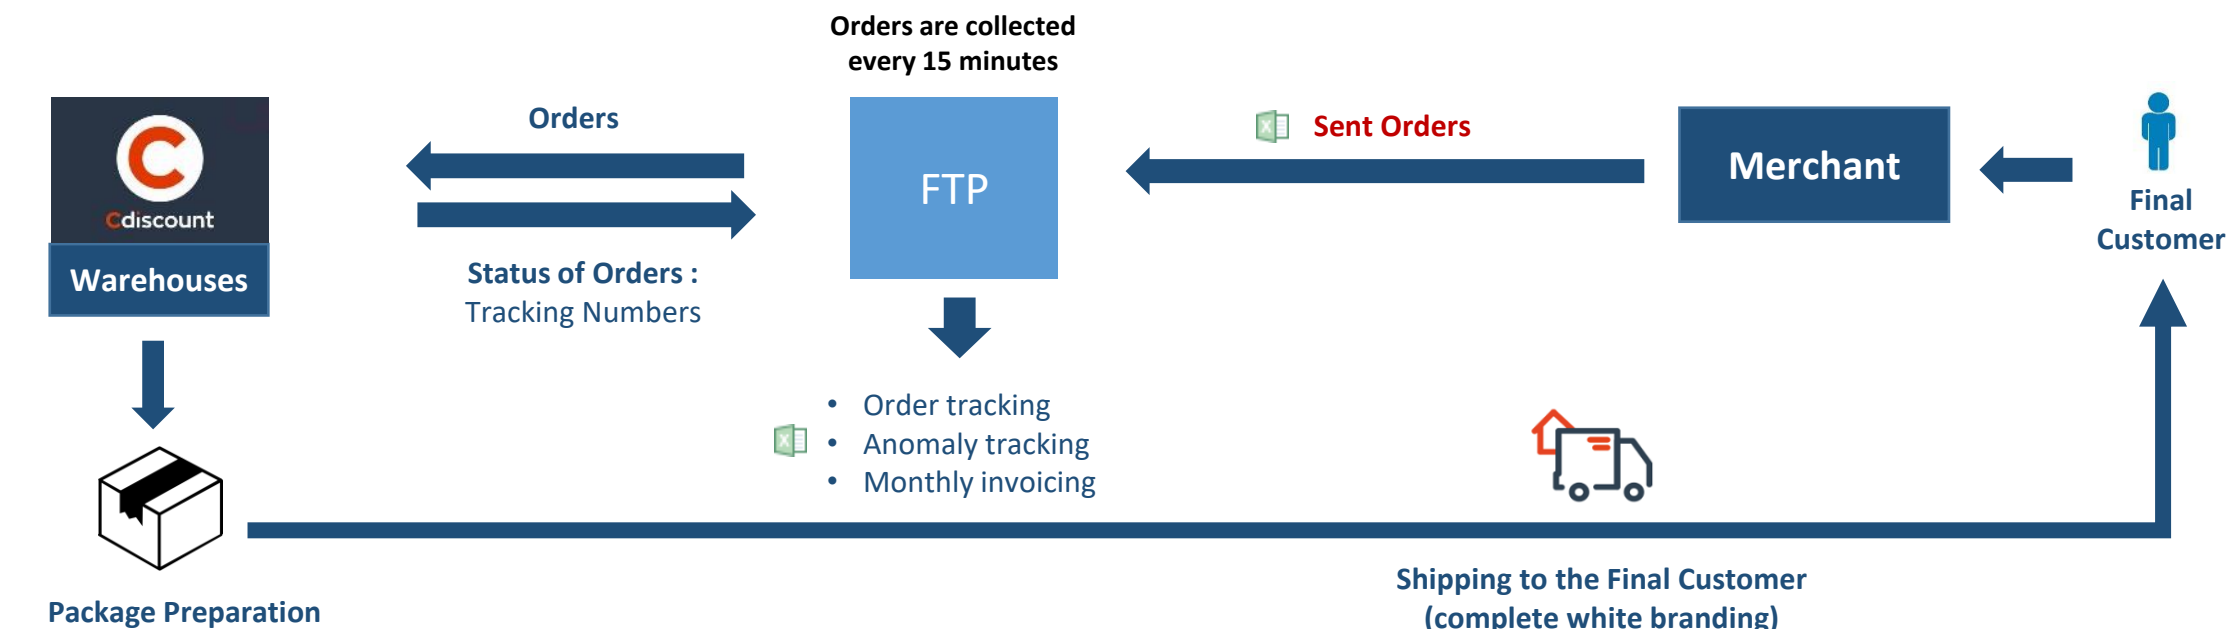 Orders are collected
every 15 minutes
Cdiscount
Warehouses
Orders
Status of Orders :
Tracking Numbers
FTP
Sent Orders
Merchant
Final
Customer
• Order tracking
• Anomaly tracking
• Monthly invoicing
Package Preparation
Shipping to the Final Customer
(complete white branding)